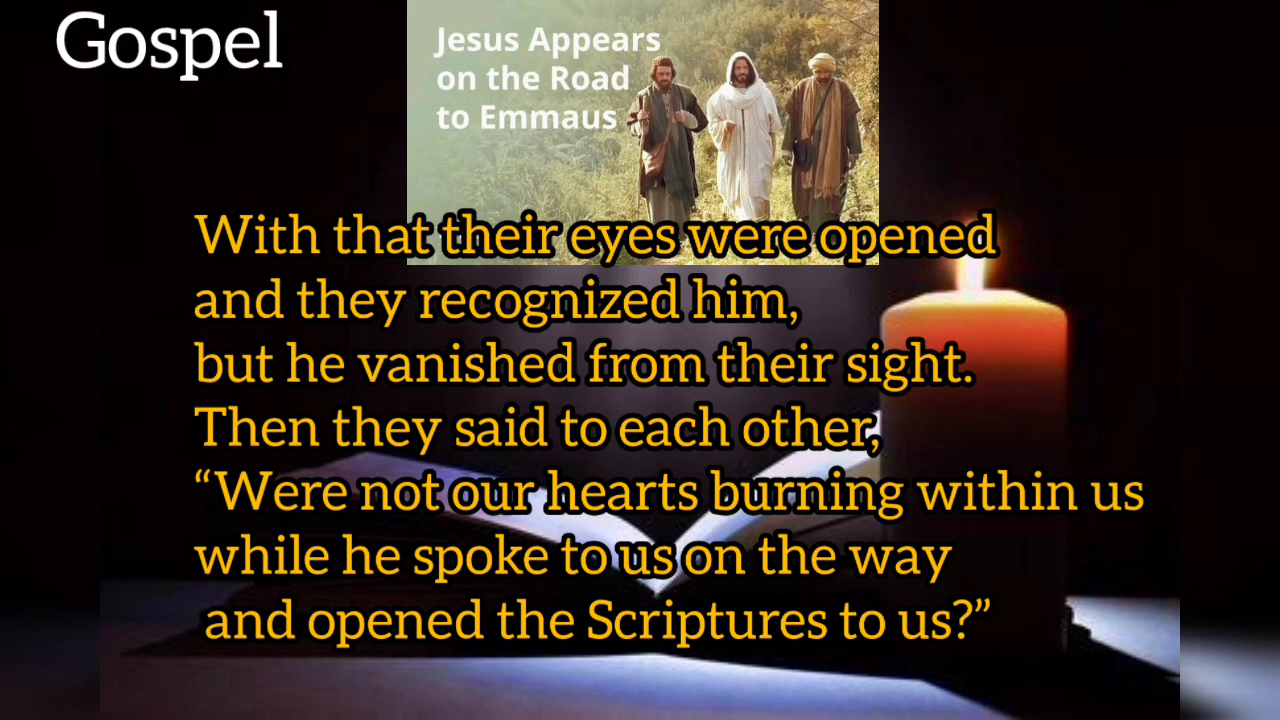 Gospel
Jesus Appears
on the Road
to Emmaus
With that their eyes were opened
and they recognized him,
but he vanished from their sight.
Then they said to each other,
“Were not our hearts burning within us
while he spoke to us on the way
and opened the Scriptures to us?”